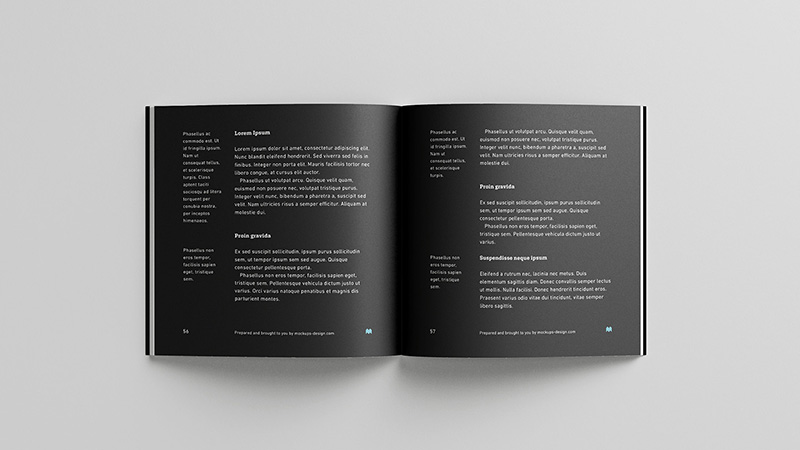 Phasellus ac
commodo est. Ut
id fringilla ipsum.
Nam ut
consequat tellus,
at scelerisque
turpis. Class
aptent taciti
sociosqu ad litora
torquent per
conubia nostra,
per inceptos
himenaeos.
Phasellus non
eros tempor,
facilisis sapien
eget, tristique
sem.
Lorem Ipsum
Lorem ipsum dolor sit amet, consectetur adipiscing elit.
Nunc blandit eleifend hendrerit. Sed viverra sed felis in
finibus. Integer non porta elit. Mauris facilisis tortor nec
libero congue, at cursus elit auctor.
Phasellus ut volutpat arcu. Quisque velit quam,
euismod non posuere nec, volutpat tristique purus.
Integer velit nunc, bibendum a pharetra a, suscipit sed
velit. Nam ultricies risus a semper efficitur. Aliquam at
molestie dui.
Proin gravida
Ex sed suscipit sollicitudin, ipsum purus sollicitudin
sem, ut tempor ipsum sem sed augue. Quisque
consectetur pellentesque porta.
Phasellus non eros tempor, facilisis sapien eget,
tristique sem. Pellentesque vehicula dictum justo ut
varius. Orci varius natoque penatibus et magnis dis
parturient montes.
56
Prepared and brought to you by mockups-design.com
Phasellus ac
commodo est. Ut
id fringilla ipsum.
Nam ut
consequat tellus,
at scelerisque
turpis.
Phasellus non
eros tempor,
facilisis sapien
eget, tristique
sem.
Phasellus ut volutpat arcu. Quisque velit quam,
euismod non posuere nec, volutpat tristique purus.
Integer velit nunc, bibendum a pharetra a, suscipit sed
velit. Nam ultricies risus a semper efficitur. Aliquam at
molestie dui.
Proin gravida
Ex sed suscipit sollicitudin, ipsum purus sollicitudin
sem, ut tempor ipsum sem sed augue. Quisque
consectetur pellentesque porta.
Phasellus non eros tempor, facilisis sapien eget,
tristique sem. Pellentesque vehicula dictum justo ut
varius.
Suspendisse neque ipsum
Eleifend a rutrum nec, lacinia nec metus. Duis
elementum sagittis diam. Donec convallis semper lectus
ut mollis. Nulla facilisi. Donec hendrerit tincidunt eros.
Praesent varius odio vitae dui tincidunt, vitae semper
libero sagittis.
57
Prepared and brought to you by mockups-design.com